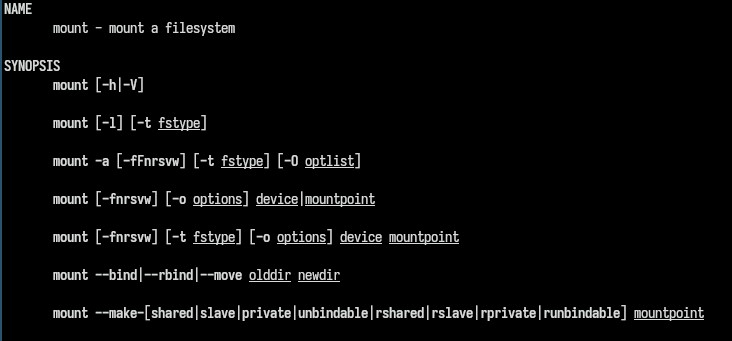 NAME
mount - mount a filesystem
SYNOPSIS
mount [-h|-V]
mount [-l] [-t fstype]
mount -a [-fFnrsvw] [-t fstype] [-O optlist]
mount [-fnrsvw] [-o options] device|mountpoint
mount [-fnrsvw] [-t fstype] [-o options] device mountpoint
mount --bind|--rbind|--move olddir newdir
mount --make-[shared|slave|private|unbindable|rshared|rslave|rprivate|runbindable] mountpoint